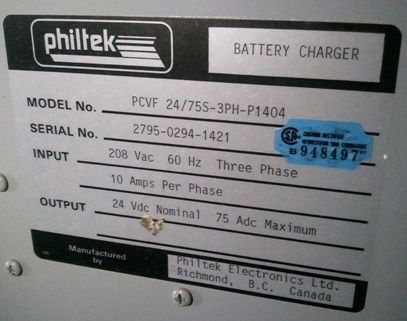 philtek
BATTERY CHARGER
MODEL No. PCVF 24/75S-3PH-P1404
SERIAL No. 2795-0294-1421
INPUT 208 Vac 60 Hz Three Phase
10 Amps Per Phase
OUTPUT 24 Vdc Nominal 75 Adc Maximum
B 948497
Manufactured by
Philtek Electronics Ltd.
Richmond, B.C. Canada